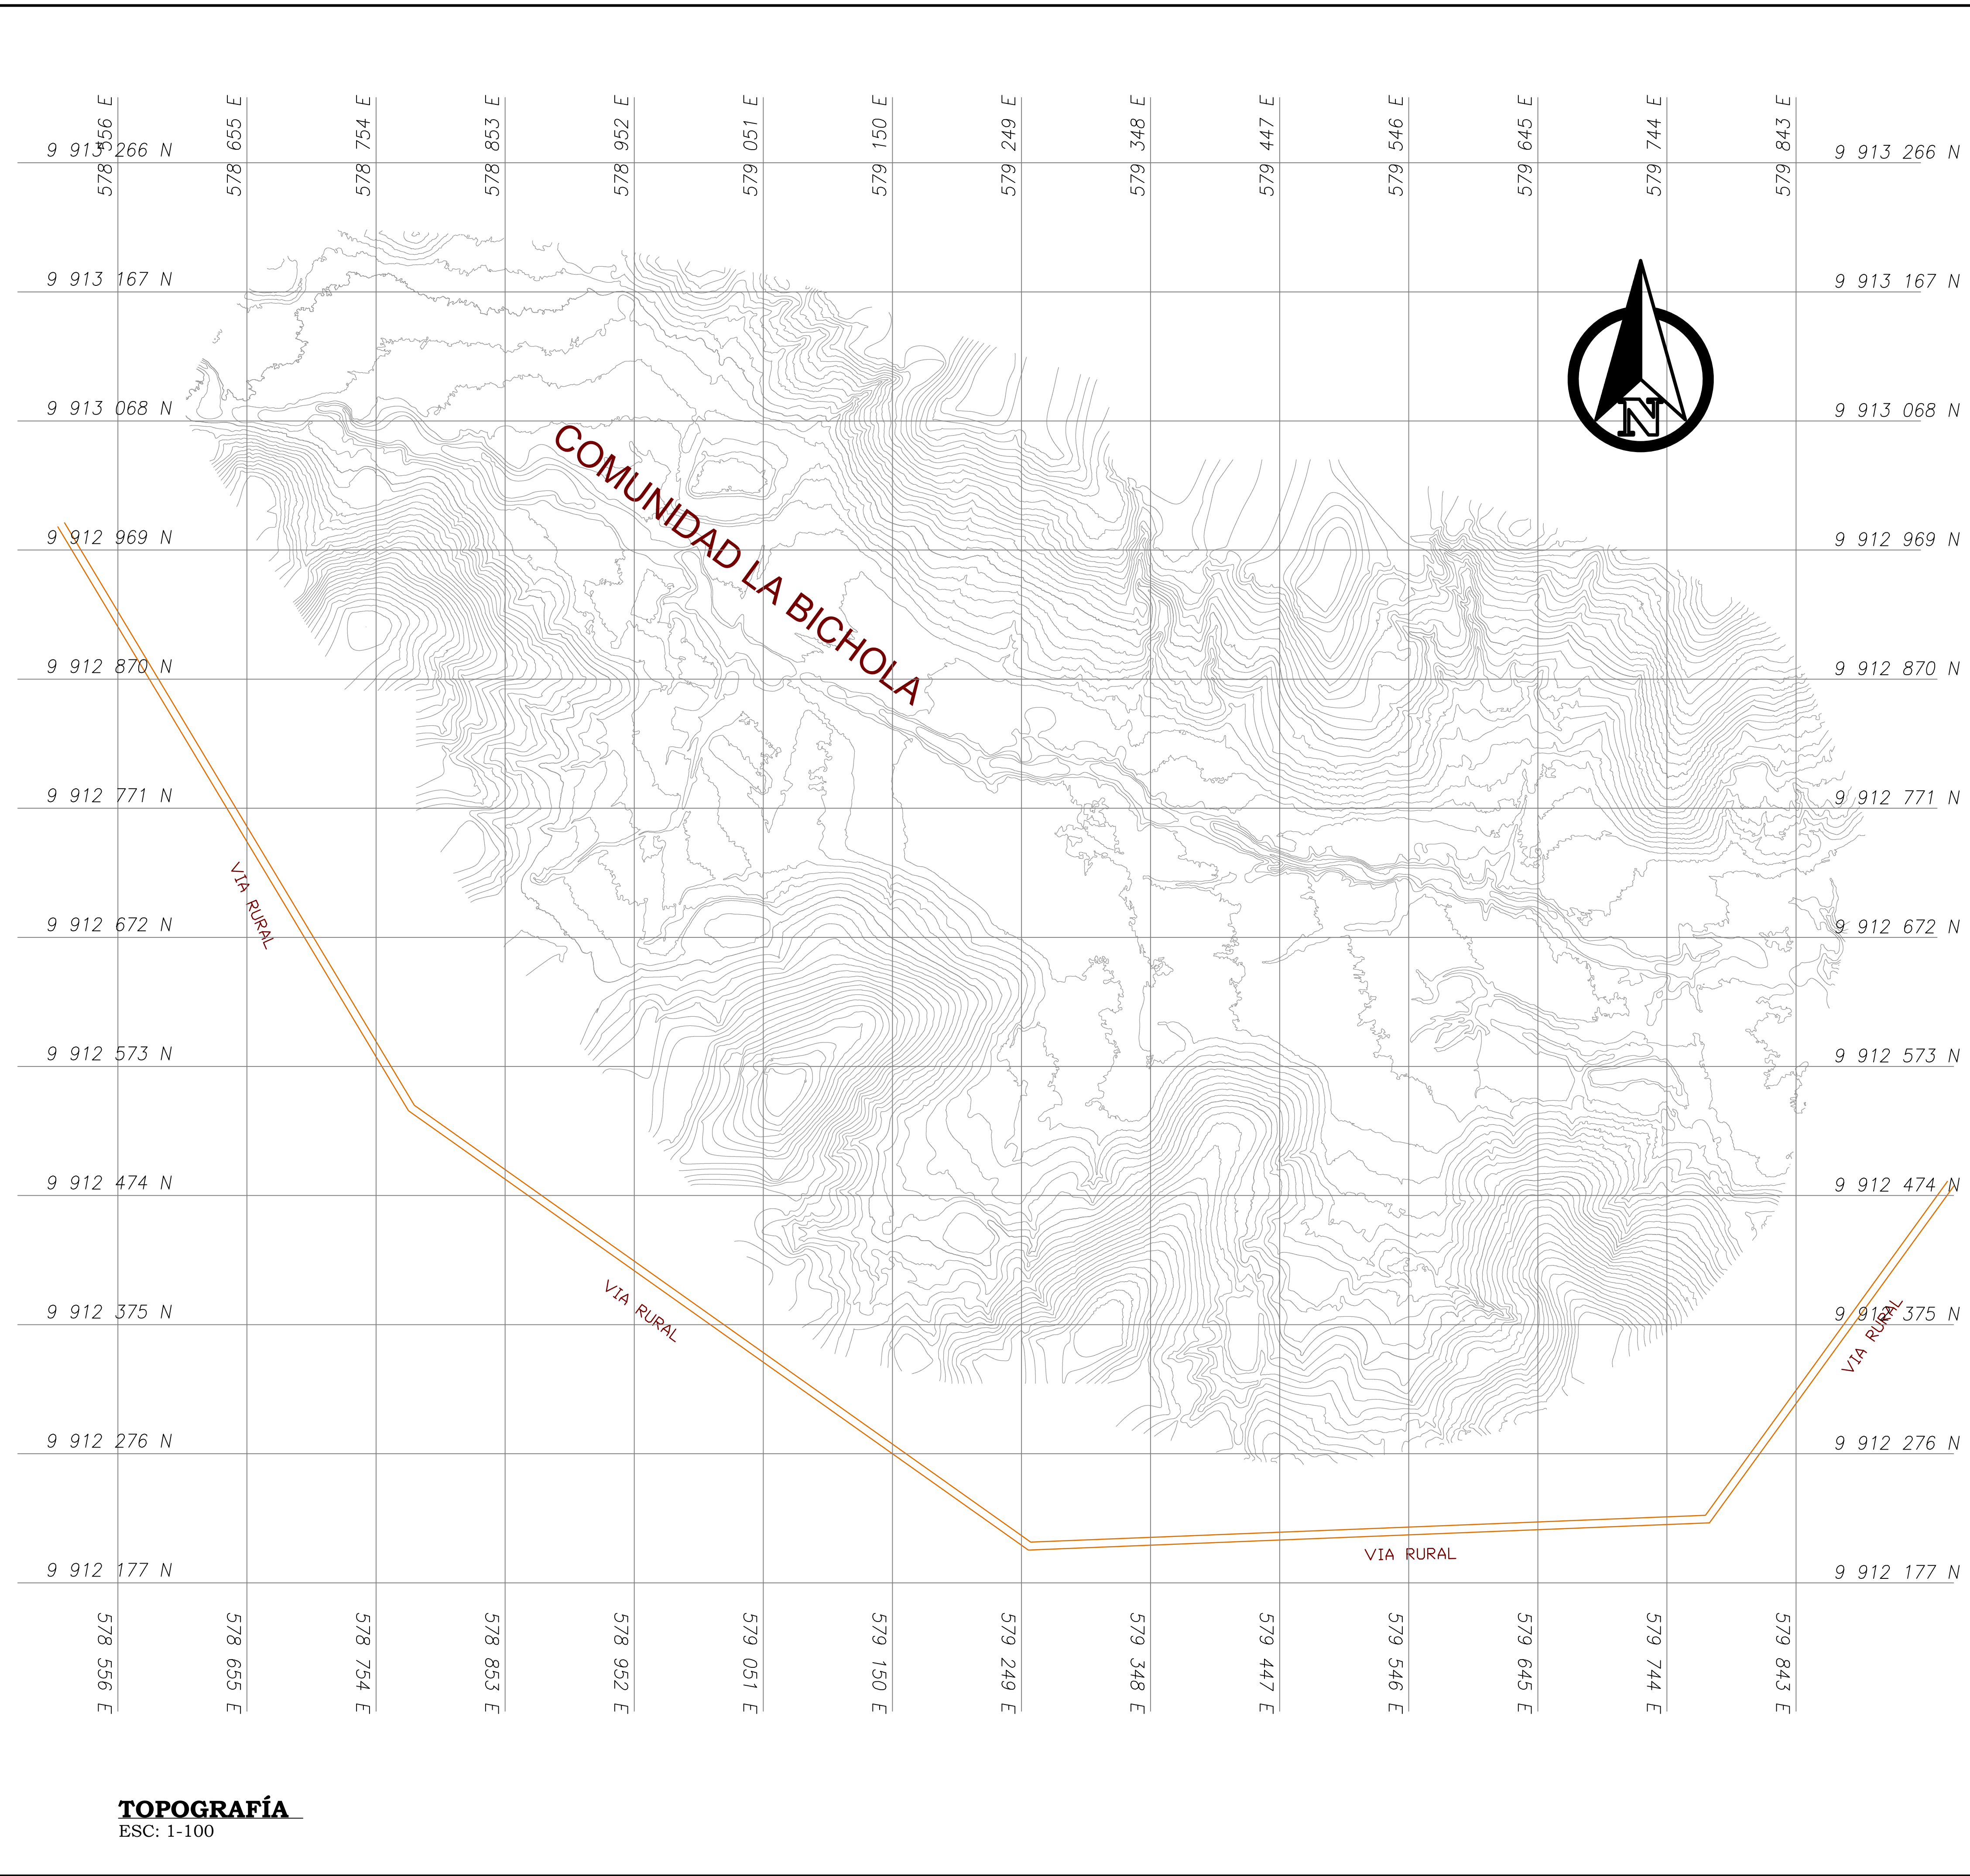 578 556 E
578 655 E
578 754 E
578 853 E
578 952 E
579 051 E
579 150 E
579 249 E
579 348 E
579 447 E
579 546 E
579 645 E
579 744 E
579 843 E
9 913 266 N
9 913 266 N
9 913 167 N
9 913 167 N
9 913 068 N
9 913 068 N
N
COMUNIDAD LA BICHOLA
9 912 969 N
9 912 969 N
9 912 870 N
9 912 870 N
9 912 771 N
9 912 771 N
VIA RURAL
9 912 672 N
9 912 672 N
9 912 573 N
9 912 573 N
9 912 474 N
9 912 474 N
VIA RURAL
9 912 375 N
9 912 375 N
VIA RURAL
9 912 276 N
9 912 276 N
VIA RURAL
9 912 177 N
9 912 177 N
578 556 E
578 655 E
578 754 E
578 853 E
578 952 E
579 051 E
579 150 E
579 249 E
579 348 E
579 447 E
579 546 E
579 645 E
579 744 E
579 843 E
TOPOGRAFÍA
ESC: 1-100